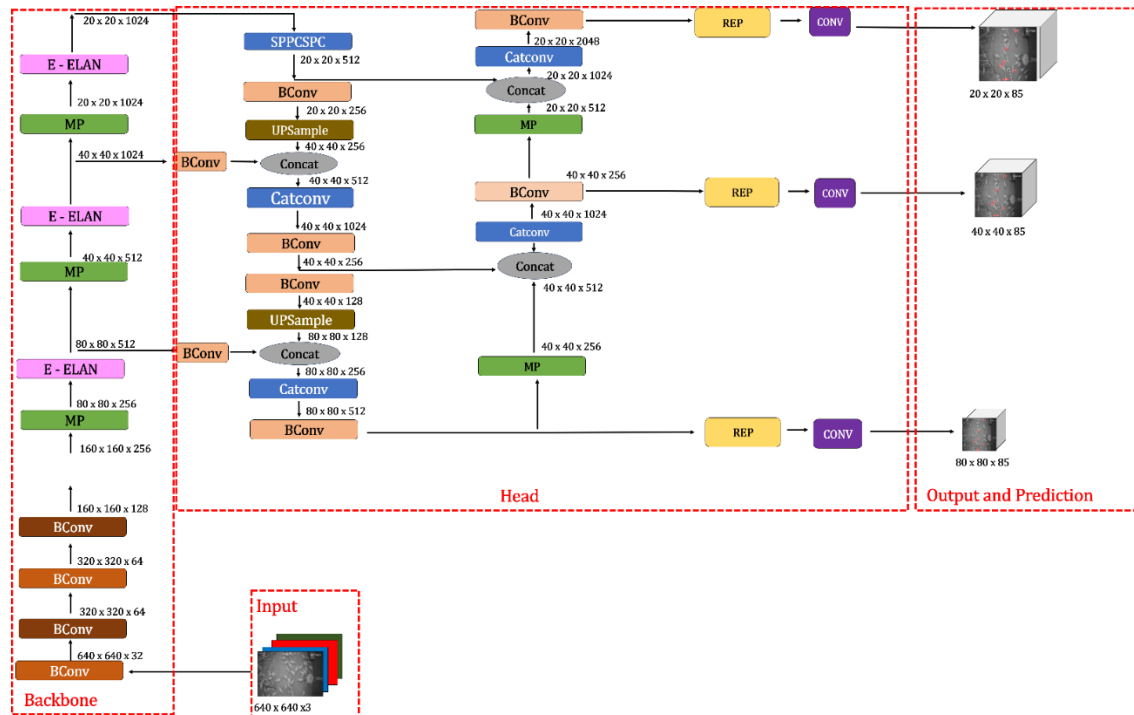 20 x 20 x 1024
E - ELAN
20 x 20 x 1024
MP
40 x 40 x 1024
E - ELAN
40 x 40 x 512
MP
80 x 80 x 512
E - ELAN
80 x 80 x 256
MP
160 x 160 x 256
160 x 160 x 128
BConv
320 x 320 x 64
BConv
320 x 320 x 64
BConv
640 x 640 x 32
BConv
Backbone
Input
640 x 640 x3
SPPCSPC
20 x 20 x 512
BConv
20 x 20 x 256
UPSample
40 x 40 x 256
BConv
Concat
40 x 40 x 512
Catconv
40 x 40 x 1024
BConv
40 x 40 x 256
BConv
40 x 40 x 128
UPSample
80 x 80 x 128
BConv
Concat
80 x 80 x 256
Catconv
80 x 80 x 512
BConv
BConv
20 x 20 x 2048
Catconv
20 x 20 x 1024
Concat
20 x 20 x 512
MP
40 x 40 x 256
BConv
40 x 40 x 1024
Catconv
Concat
40 x 40 x 512
40 x 40 x 256
MP
REP
CONV
REP
CONV
REP
CONV
Head
20 x 20 x 85
40 x 40 x 85
80 x 80 x 85
Output and Prediction